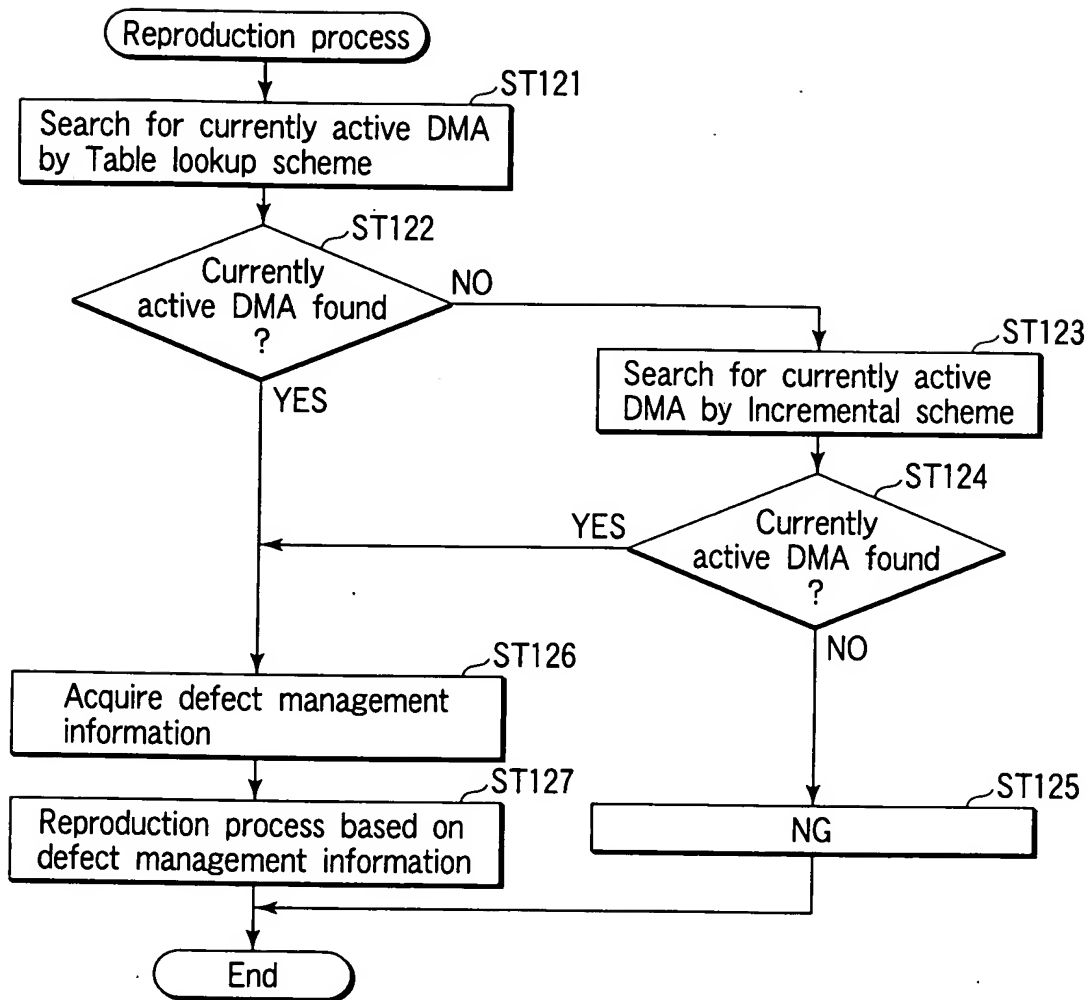 Reproduction process
ST121
Search for currently active DMA
by Table lookup scheme
ST122
Currently
active DMA found
?
NO
YES
ST123
Search for currently active
DMA by Incremental scheme
ST124
Currently
active DMA found
?
YES
NO
ST126
Acquire defect management
information
ST127
Reproduction process based on
defect management information
ST125
NG
End